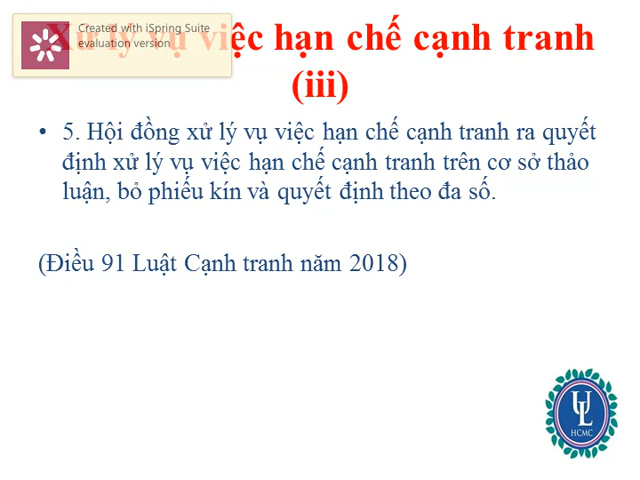 Created with iSpring Suite
evaluation version
Xử lý vụ việc hạn chế cạnh tranh
(iii)
• 5. Hội đồng xử lý vụ việc hạn chế cạnh tranh ra quyết
định xử lý vụ việc hạn chế cạnh tranh trên cơ sở thảo
luận, bỏ phiếu kín và quyết định theo đa số.
(Điều 91 Luật Cạnh tranh năm 2018)
UL
HCMC